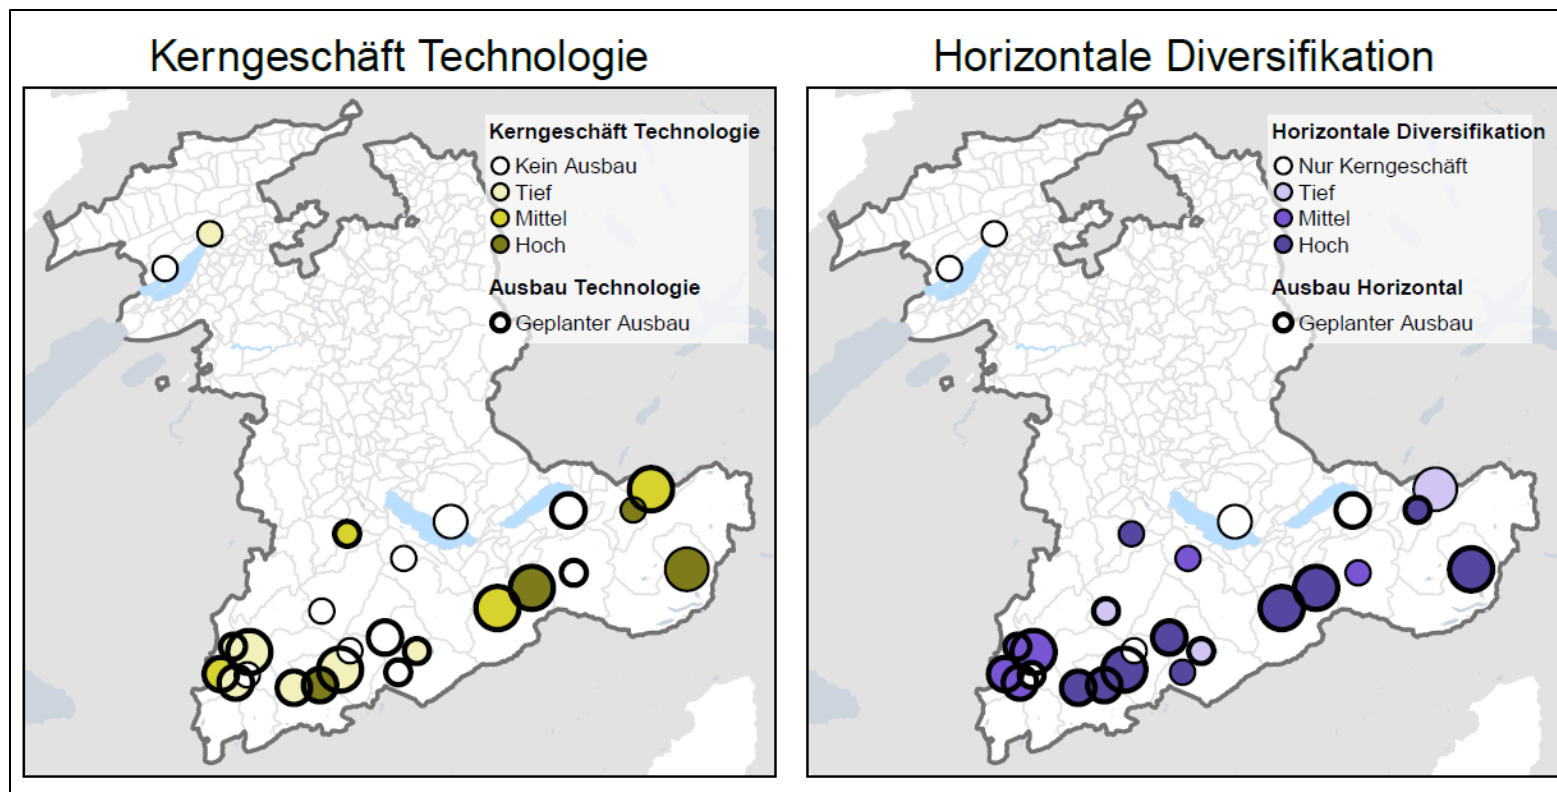 Kerngeschäft Technologie
Kerngeschäft Technologie
Kein Ausbau
Tief
Mittel
Hoch
Ausbau Technologie
Geplanter Ausbau
Horizontale Diversifikation
Horizontale Diversifikation
Nur Kerngeschäft
Tief
Mittel
Hoch
Ausbau Horizontal
Geplanter Ausbau